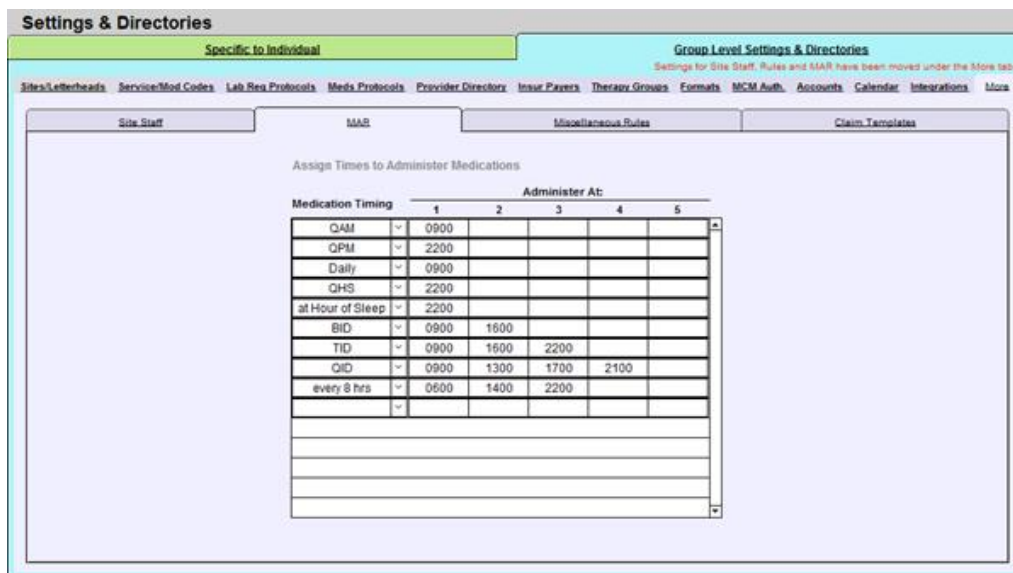 Settings & Directories
Specific to Individual
Group Level Settings & Directories
Settings for Site Staff, Rules and MAR have been moved under the More tab
Sites/Letterheads Service/Mod Codes Lab Req Protocols Meds Protocols Provider Directory Insur Payers Therapy Groups Formats MCM Auth. Accounts Calendar Integrations More
Site Staff MAR Miscellaneous Rules Claim Templates
Assign Times to Administer Medications
Administer At:
Medication Timing 1 2 3 4 5
QAM 0900
QPM 2200
Daily 0900
QHS 2200
at Hour of Sleep 2200
BID 0900 1600
TID 0900 1600 2200
QID 0900 1300 1700 2100
every 8 hrs 0600 1400 2200